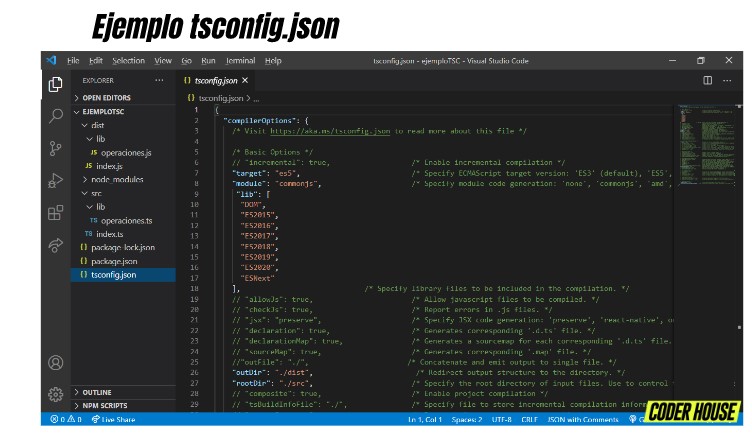 Ejemplo tsconfig.json
File Edit Selection View Go Run Terminal Help
tsconfig.json - ejemploTSC - Visual Studio Code
EXPLORER
OPEN EDITORS
EJEMPLOTSC
dist
lib
JS operaciones.js
JS index.js
node_modules
src
lib
TS operaciones.ts
TS index.ts
{} package-lock.json
{} package.json
{} tsconfig.json
OUTLINE
NPM SCRIPTS
{} tsconfig.json
{} tsconfig.json > ...
1 {
2 "compilerOptions": {
3 /* Visit https://aka.ms/tsconfig.json to read more about this file */
4
5 /* Basic Options */
6 // "incremental": true, /* Enable incremental compilation */
7 "target": "es5", /* Specify ECMAScript target version: 'ES3' (default), 'ES5',
8 "module": "commonjs", /* Specify module code generation: 'none', 'commonjs', 'amd',
9 "lib": [
10 "DOM",
11 "ES2015",
12 "ES2016",
13 "ES2017",
14 "ES2018",
15 "ES2019",
16 "ES2020",
17 "ESNext"
18 ], /* Specify library files to be included in the compilation. */
19 // "allowJs": true, /* Allow javascript files to be compiled. */
20 // "checkJs": true, /* Report errors in .js files. */
21 // "jsx": "preserve", /* Specify JSX code generation: 'preserve', 'react-native', o
22 // "declaration": true, /* Generates corresponding '.d.ts' file. */
23 // "declarationMap": true, /* Generates a sourcemap for each corresponding '.d.ts' file.
24 // "sourceMap": true, /* Generates corresponding '.map' file. */
25 //"outFile": "./", /* Concatenate and emit output to single file. */
26 "outDir": "./dist", /* Redirect output structure to the directory. */
27 "rootDir": "./src", /* Specify the root directory of input files. Use to control
28 // "composite": true, /* Enable project compilation */
29 // "tsBuildInfoFile": "./", /* Specify file to store incremental compilation infor
0 0 Live Share
Ln 1, Col 1 Spaces: 2 UTF-8 CRLF JSON with Comments
CODER HOUSE